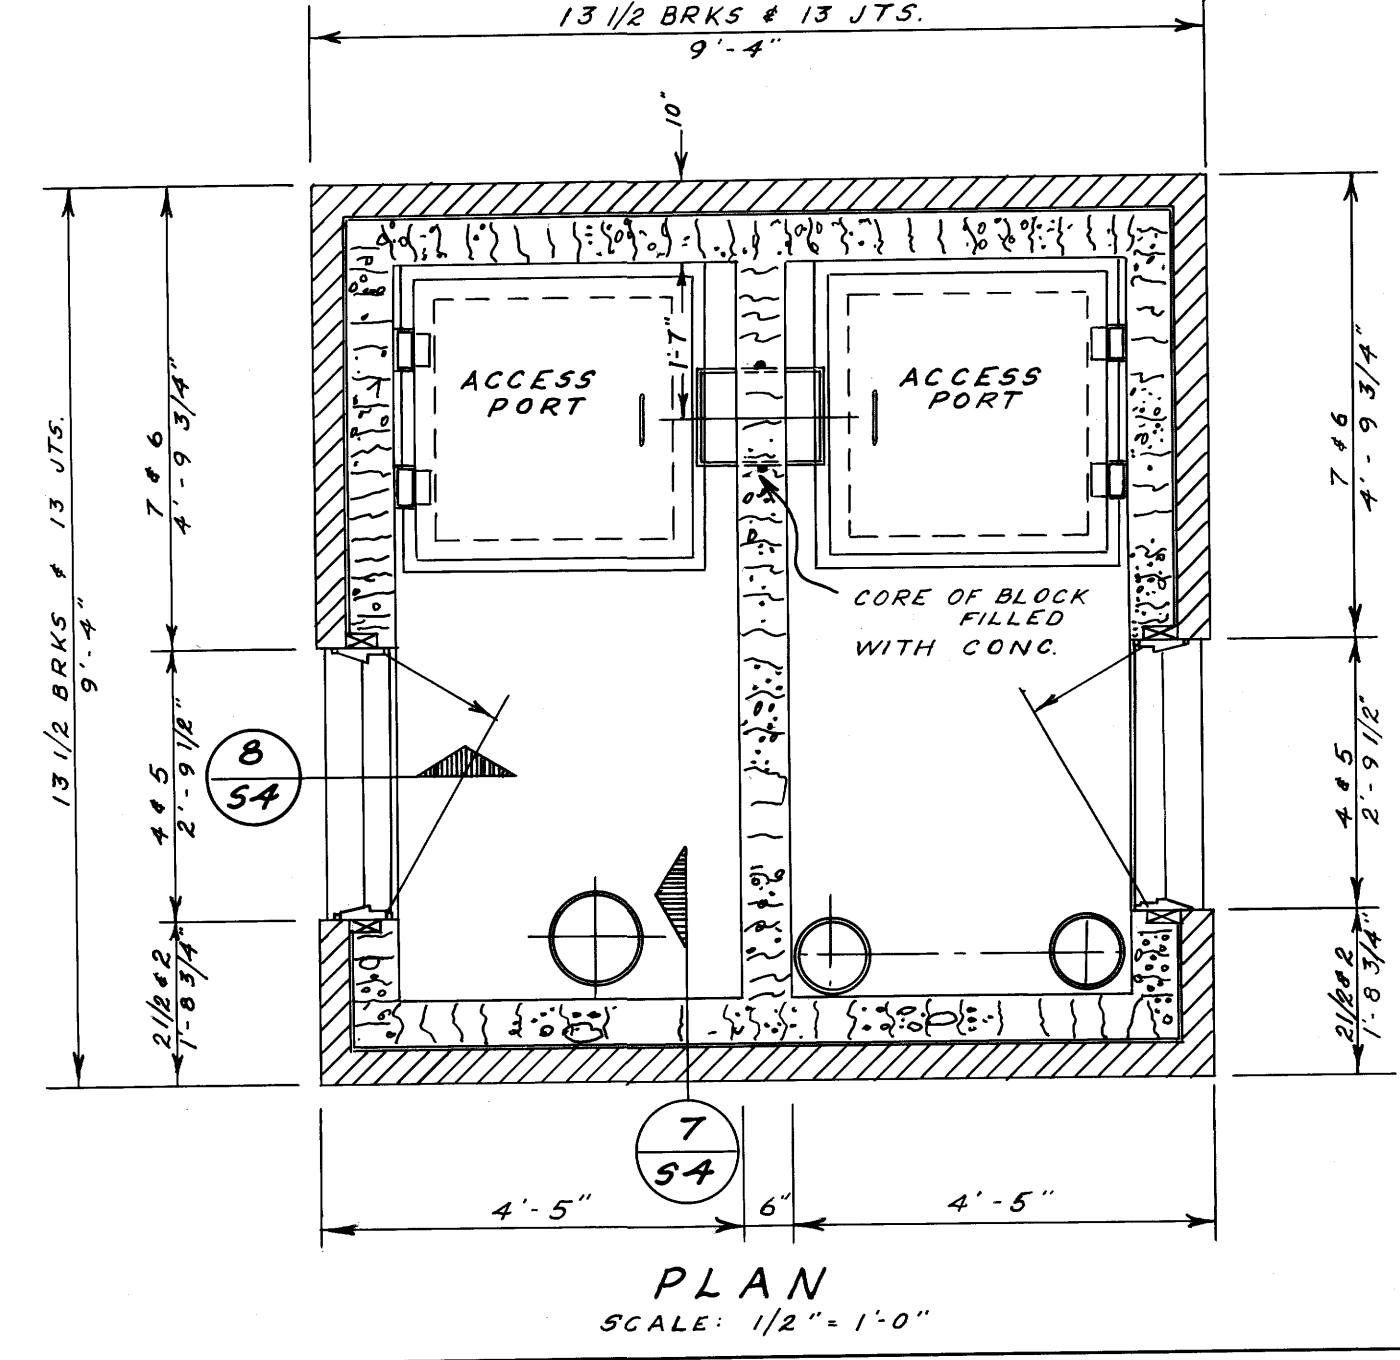 13 1/2 BRKS & 13 JTS.
9'-4"
10"
13 1/2 BRKS & 13 JTS.
9'-4"
7 & 6
4'-9 3/4"
4 & 5
2'-9 1/2"
2 1/2 & 2
1'-8 3/4"
ACCESS
PORT
1'-7"
ACCESS
PORT
CORE OF BLOCK
FILLED
WITH CONC.
8
S4
7
S4
7 & 6
4'-9 3/4"
4 & 5
2'-9 1/2"
2 1/2 & 2
1'-8 3/4"
4'-5"
6"
4'-5"
PLAN
SCALE: 1/2" = 1'-0"